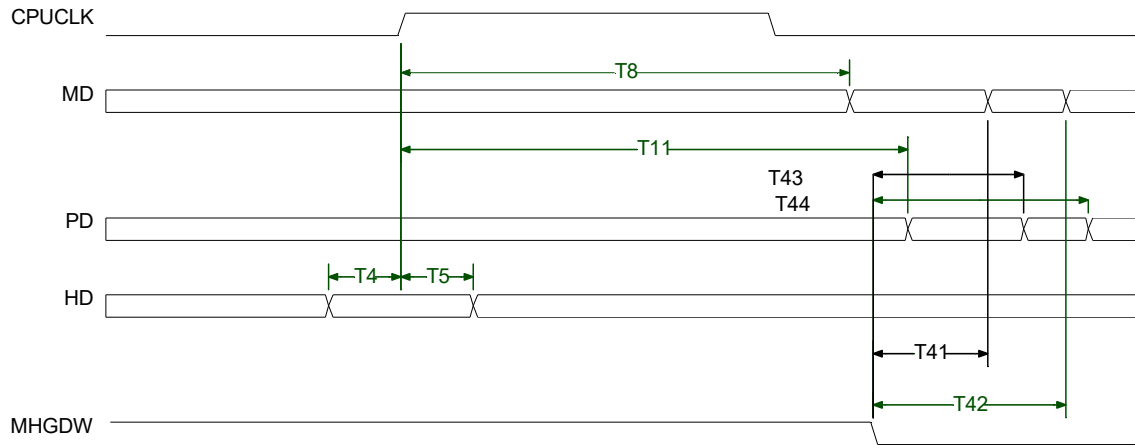 CPUCLK
T8
MD
T11
T43
T44
PD
T4 T5
HD
T41
T42
MHGDW